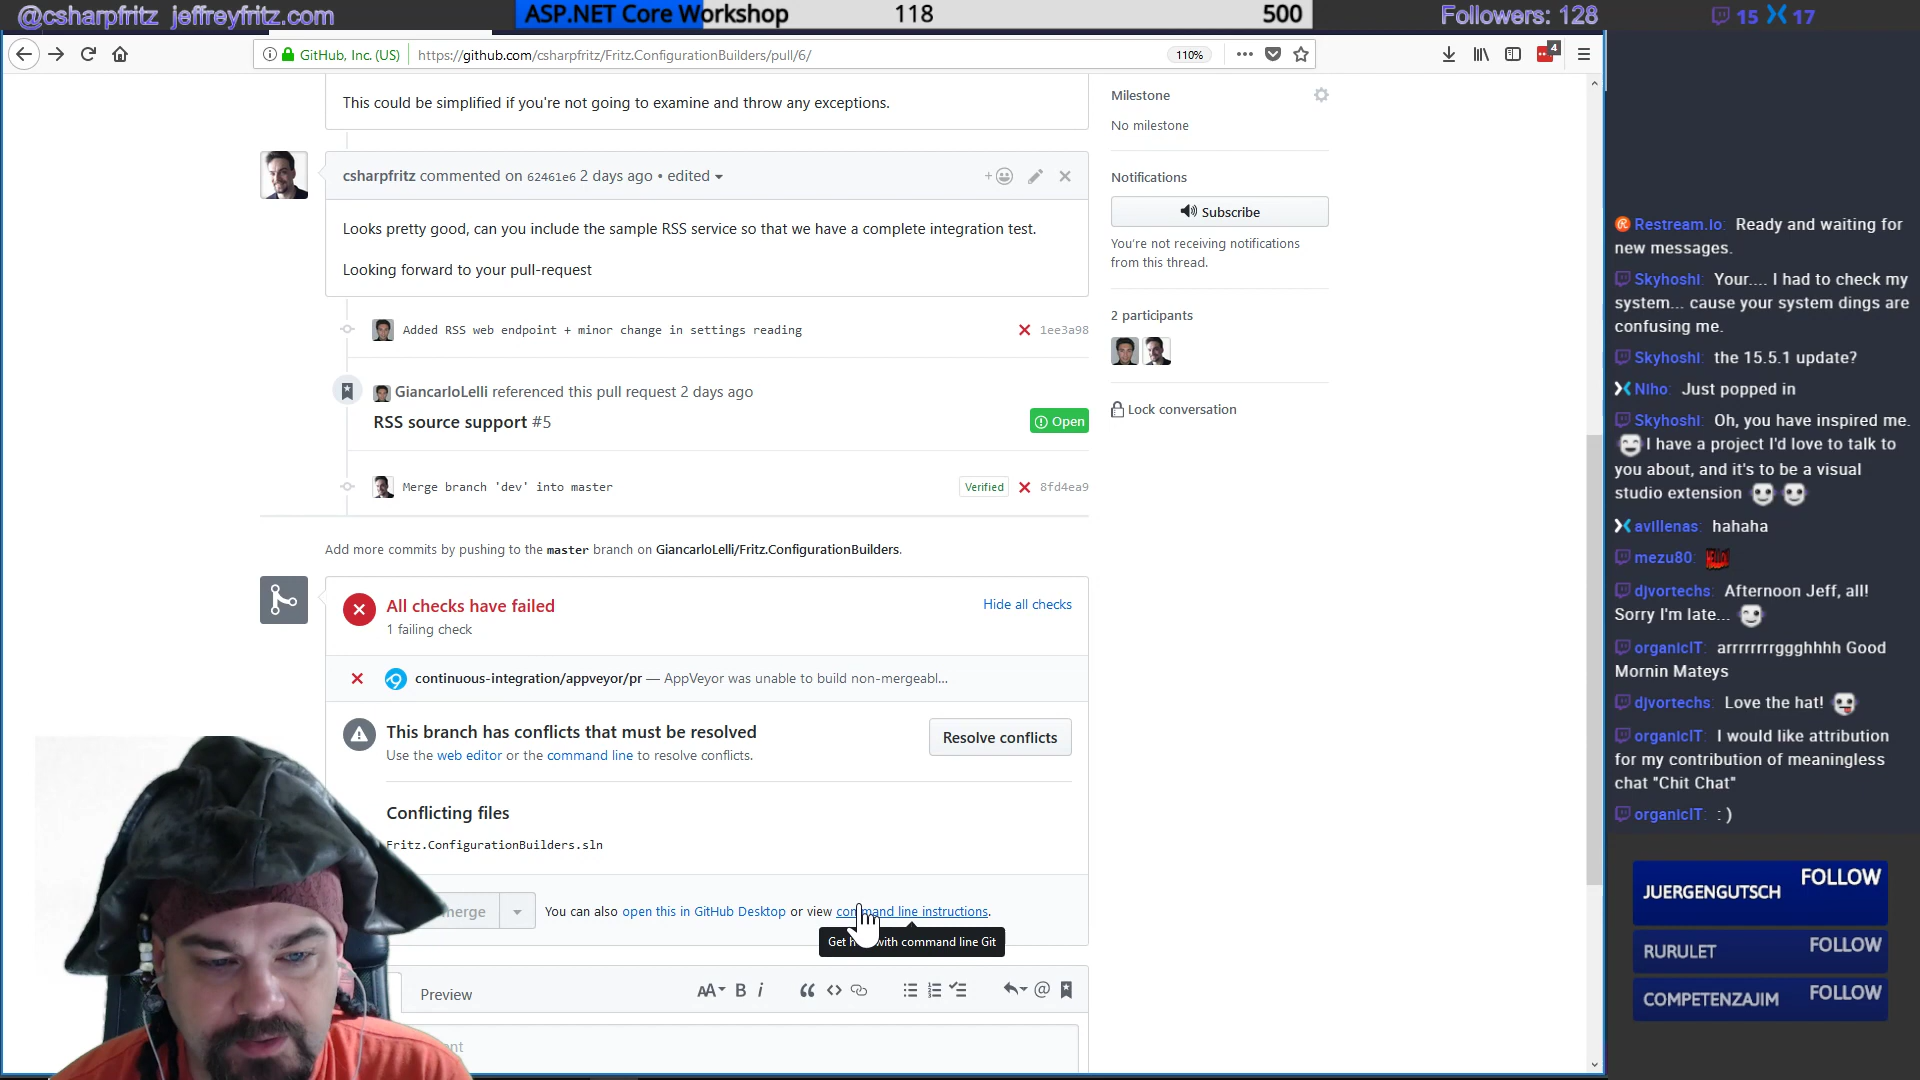 @csharpfritz jeffreyfritz.com
ASP.NET Core Workshop 118 500
Followers: 128
15 17
GitHub, Inc. (US) https://github.com/csharpfritz/Fritz.ConfigurationBuilders/pull/6/ 110% 4
This could be simplified if you're not going to examine and throw any exceptions.
csharpfritz commented on 62461e6 2 days ago • edited
Looks pretty good, can you include the sample RSS service so that we have a complete integration test.
Looking forward to your pull-request
Added RSS web endpoint + minor change in settings reading 1ee3a98
GiancarloLelli referenced this pull request 2 days ago
RSS source support #5 Open
Merge branch 'dev' into master Verified 8fd4ea9
Add more commits by pushing to the master branch on GiancarloLelli/Fritz.ConfigurationBuilders.
All checks have failed Hide all checks
1 failing check
continuous-integration/appveyor/pr — AppVeyor was unable to build non-mergeabl...
This branch has conflicts that must be resolved Resolve conflicts
Use the web editor or the command line to resolve conflicts.
Conflicting files
Fritz.ConfigurationBuilders.sln
You can also open this in GitHub Desktop or view command line instructions.
with command line Git
Preview AA B i
Milestone
No milestone
Notifications
Subscribe
You're not receiving notifications
from this thread.
2 participants
Lock conversation
Restream.io: Ready and waiting for
new messages.
Skyhoshi: Your.... I had to check my
system... cause your system dings are
confusing me.
Skyhoshi: the 15.5.1 update?
Niho: Just popped in
Skyhoshi: Oh, you have inspired me.
I have a project I'd love to talk to
you about, and it's to be a visual
studio extension
avillenas: hahaha
mezu80:
djvortechs: Afternoon Jeff, all!
Sorry I'm late...
organicIT: arrrrrrrggghhhh Good
Mornin Mateys
djvortechs: Love the hat!
organicIT: I would like attribution
for my contribution of meaningless
chat "Chit Chat"
organicIT: :)
JUERGENGUTSCH FOLLOW
RURULET FOLLOW
COMPETENZAJIM FOLLOW